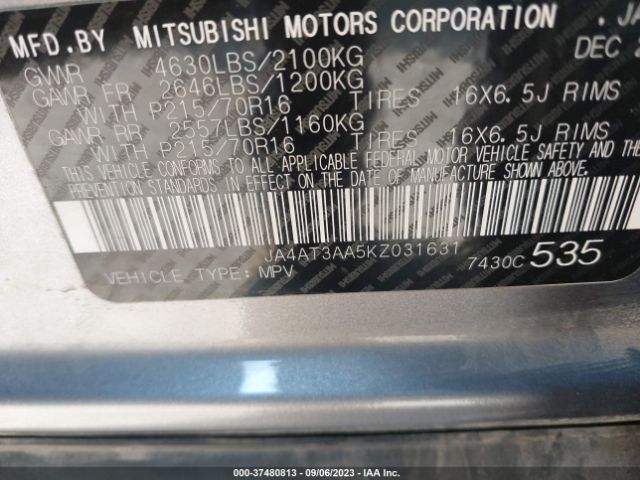 MFD.BY MITSUBISHI MOTORS CORPORATION
GVWR 4630LBS/2100KG DEC
GAWR FR 2646LBS/1200KG
WITH P215/70R16 TIRES 16X6.5J RIMS
GAWR RR 2557LBS/1160KG
WITH P215/70R16 TIRES 16X6.5J RIMS
THIS VEHICLE CONFORMS TO ALL APPLICABLE FEDERAL MOTOR VEHICLE SAFETY AND THE
PREVENTION STANDARDS IN EFFECT ON THE DATE OF MANUFACTURE SHOWN ABOVE.
JA4AT3AA5KZ031631
VEHICLE TYPE: MPV 7430C 535
000-37480813 - 09/06/2023 - IAA Inc.